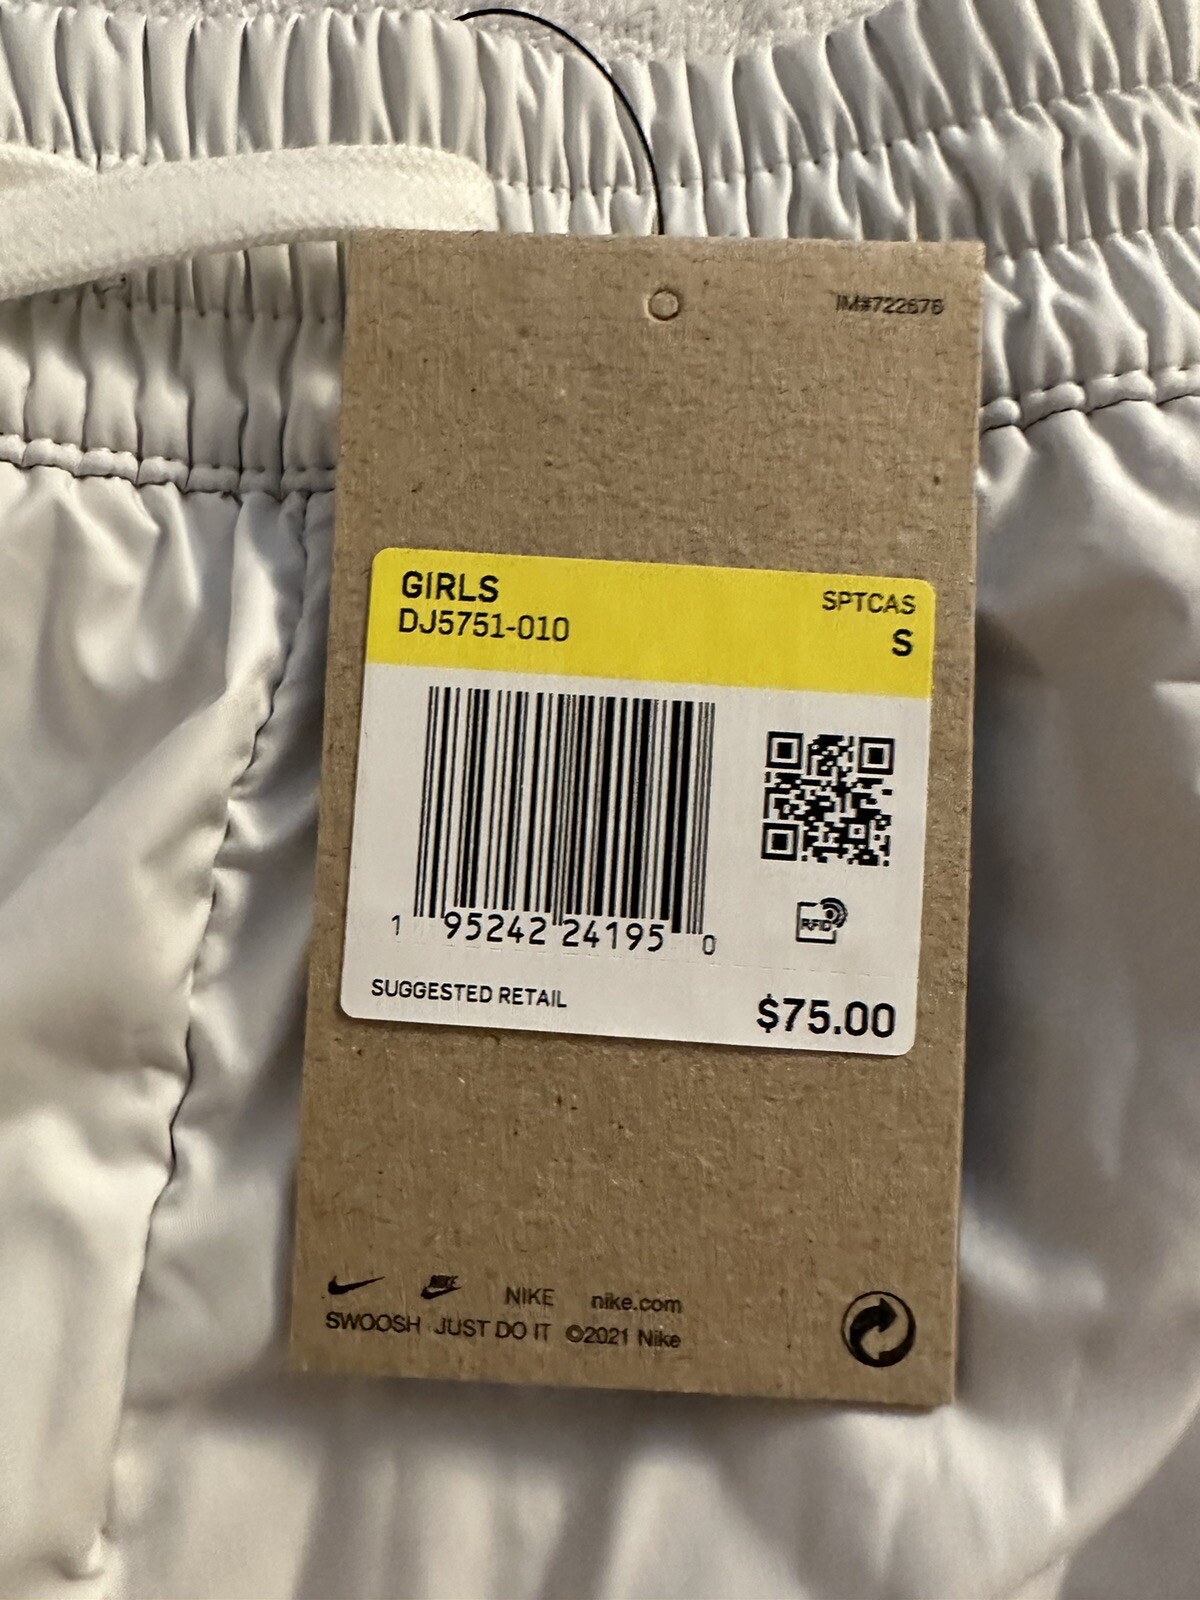 IM#722676
GIRLS
SPTCAS
DJ5751-010
S
RFID
1 95242 24195 0
SUGGESTED RETAIL
$75.00
NIKE NIKE nike.com
SWOOSH JUST DO IT ©2021 Nike